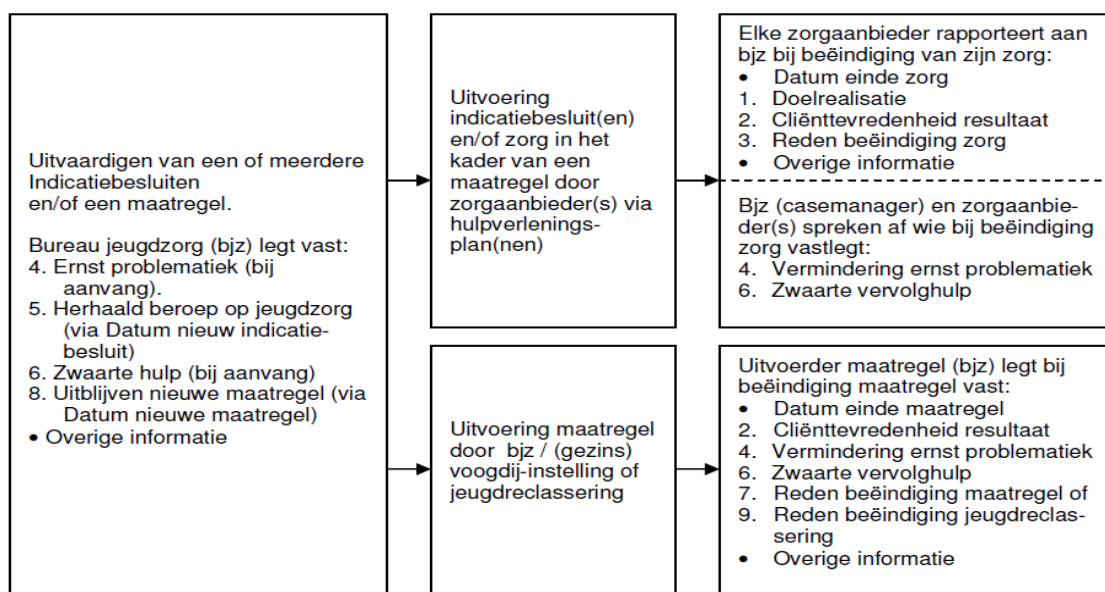 Uitvaardigen van een of meerdere
Indicatiebesluiten
en/of een maatregel.
Bureau jeugdzorg (bjz) legt vast:
4. Ernst problematiek (bij
aanvang).
5. Herhaald beroep op jeugdzorg
(via Datum nieuw indicatie-
besluit)
6. Zwaarte hulp (bij aanvang)
8. Uitblijven nieuwe maatregel (via
Datum nieuwe maatregel)
• Overige informatie
Uitvoering
indicatiebesluit(en)
en/of zorg in het
kader van een
maatregel door
zorgaanbieder(s) via
hulpverlenings-
plan(nen)
Elke zorgaanbieder rapporteert aan
bjz bij beëindiging van zijn zorg:
• Datum einde zorg
1. Doelrealisatie
2. Cliënttevredenheid resultaat
3. Reden beëindiging zorg
• Overige informatie
Bjz (casemanager) en zorgaanbie-
der(s) spreken af wie bij beëindiging
zorg vastlegt:
4. Vermindering ernst problematiek
6. Zwaarte vervolghulp
Uitvoering maatregel
door bjz / (gezins)
voogdij-instelling of
jeugdreclassering
Uitvoerder maatregel (bjz) legt bij
beëindiging maatregel vast:
• Datum einde maatregel
2. Cliënttevredenheid resultaat
4. Vermindering ernst problematiek
6. Zwaarte vervolghulp
7. Reden beëindiging maatregel of
9. Reden beëindiging jeugdreclas-
sering
• Overige informatie